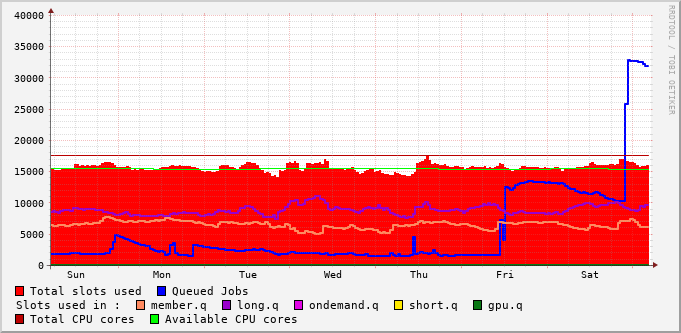 40000
35000
30000
25000
20000
15000
10000
5000
0
Sun Mon Tue Wed Thu Fri Sat
RRDTOOL / TOBI OETIKER
Total slots used Queued Jobs
Slots used in : member.q long.q ondemand.q short.q gpu.q
Total CPU cores Available CPU cores